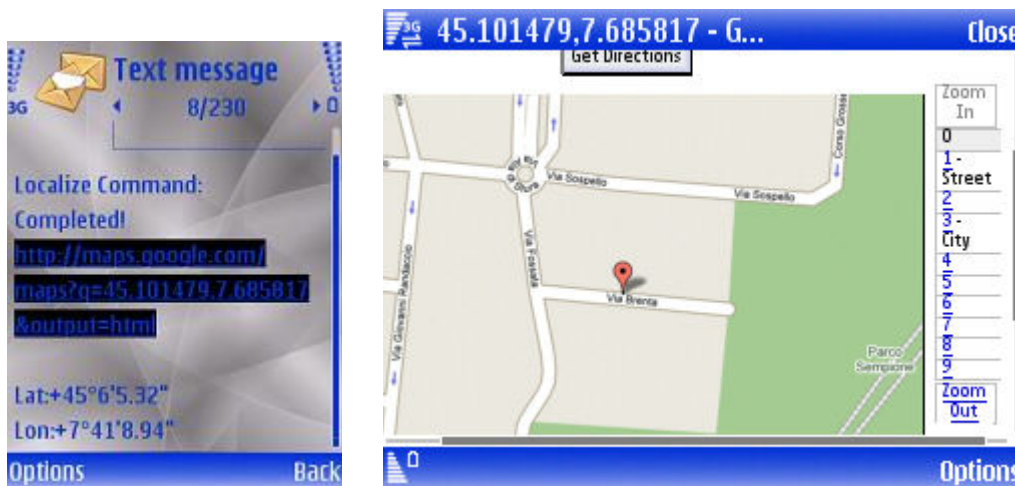 3G
Text message
8/230
Localize Command:
Completed!
http://maps.google.com/
maps?q=45.101479,7.685817
&output=html
Lat:+45°6'5.32"
Lon:+7°41'8.94"
Options
Back
3G
45.101479,7.685817 - G...
Close
Get Directions
Zoom
In
0
1 -
Street
2
3 -
City
4
5
6
7
8
9
Zoom
Out
Via Sospello
Via Sospello
Corso Grosse
Via Giovanni Randaccio
Via Fossata
Via Brenta
Parco
Sempione
Options